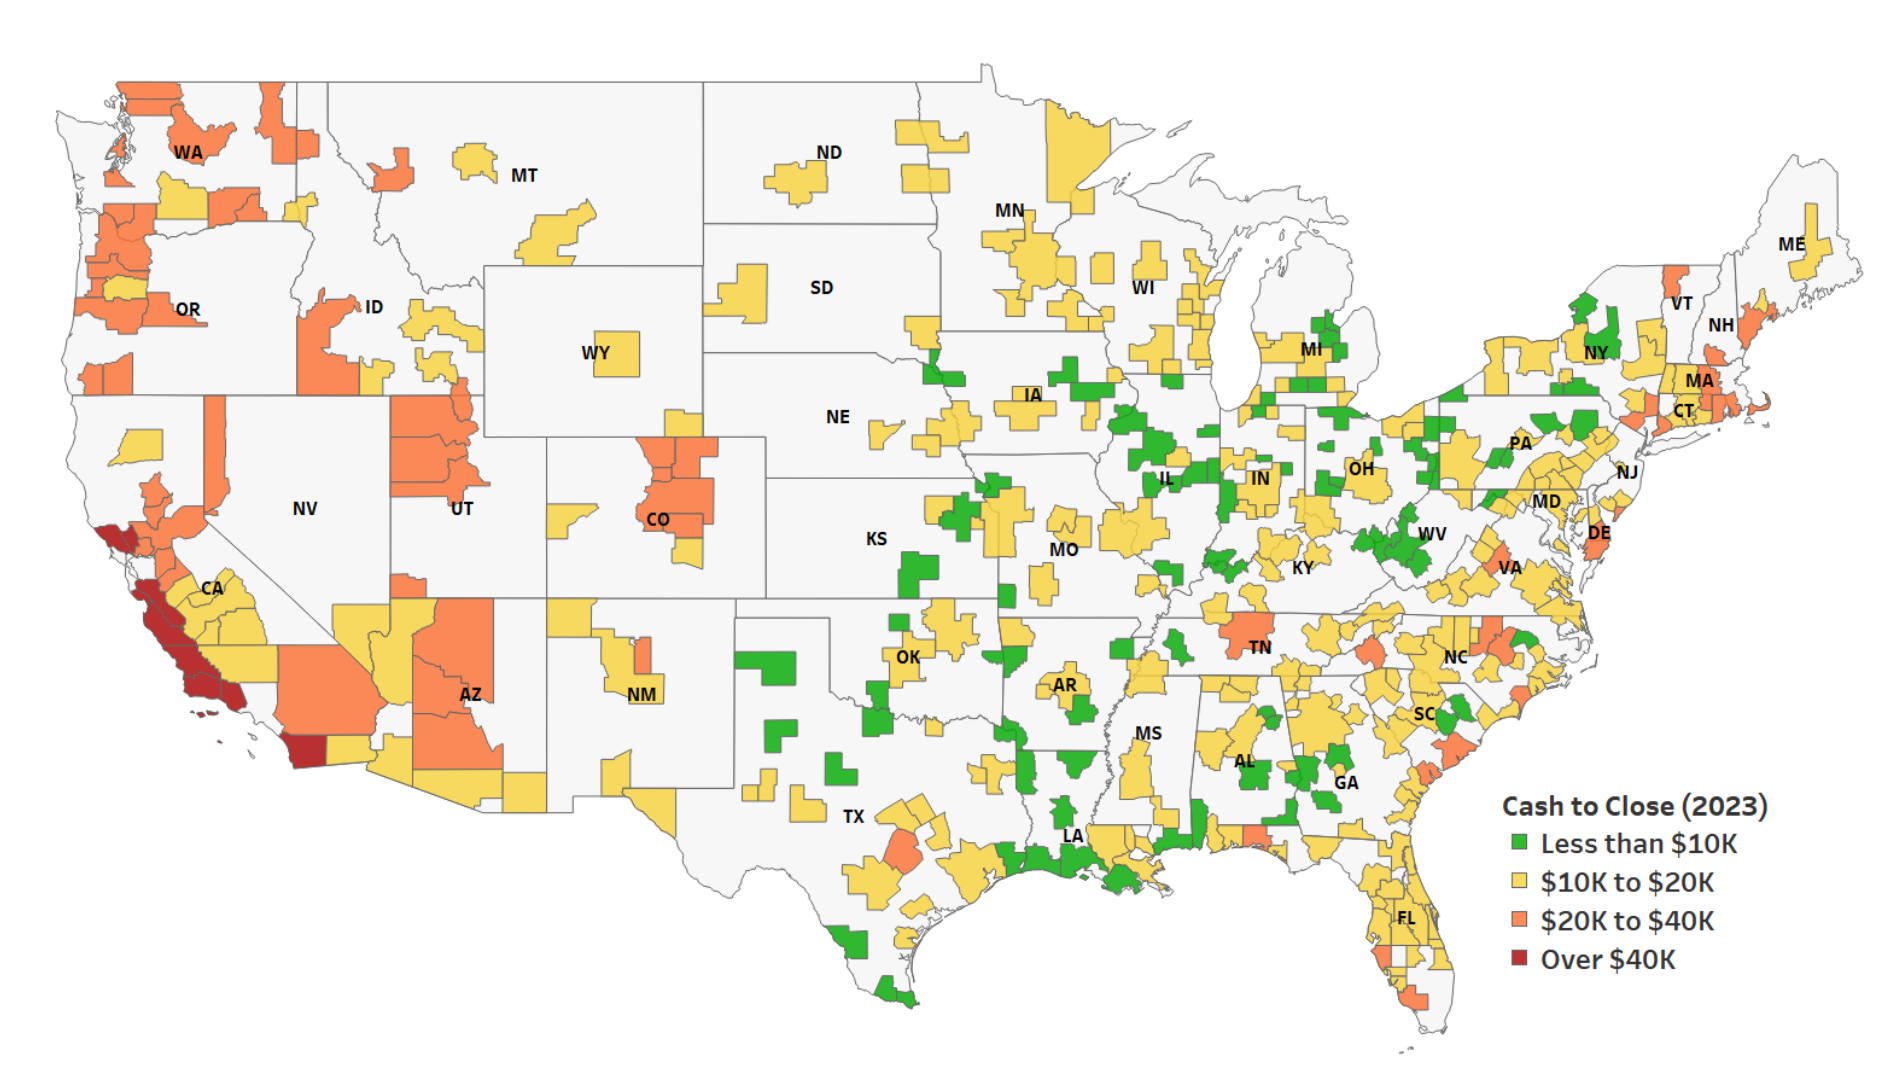 WA
MT
ND
MN
ME
OR
ID
SD
WI
VT
NH
WY
MI
NY
MA
CT
NE
IA
PA
NJ
NV
UT
CO
KS
MO
IL
IN
OH
MD
DE
WV
VA
KY
CA
AZ
NM
OK
AR
TN
NC
SC
MS
AL
GA
TX
LA
FL
Cash to Close (2023)
Less than $10K
$10K to $20K
$20K to $40K
Over $40K